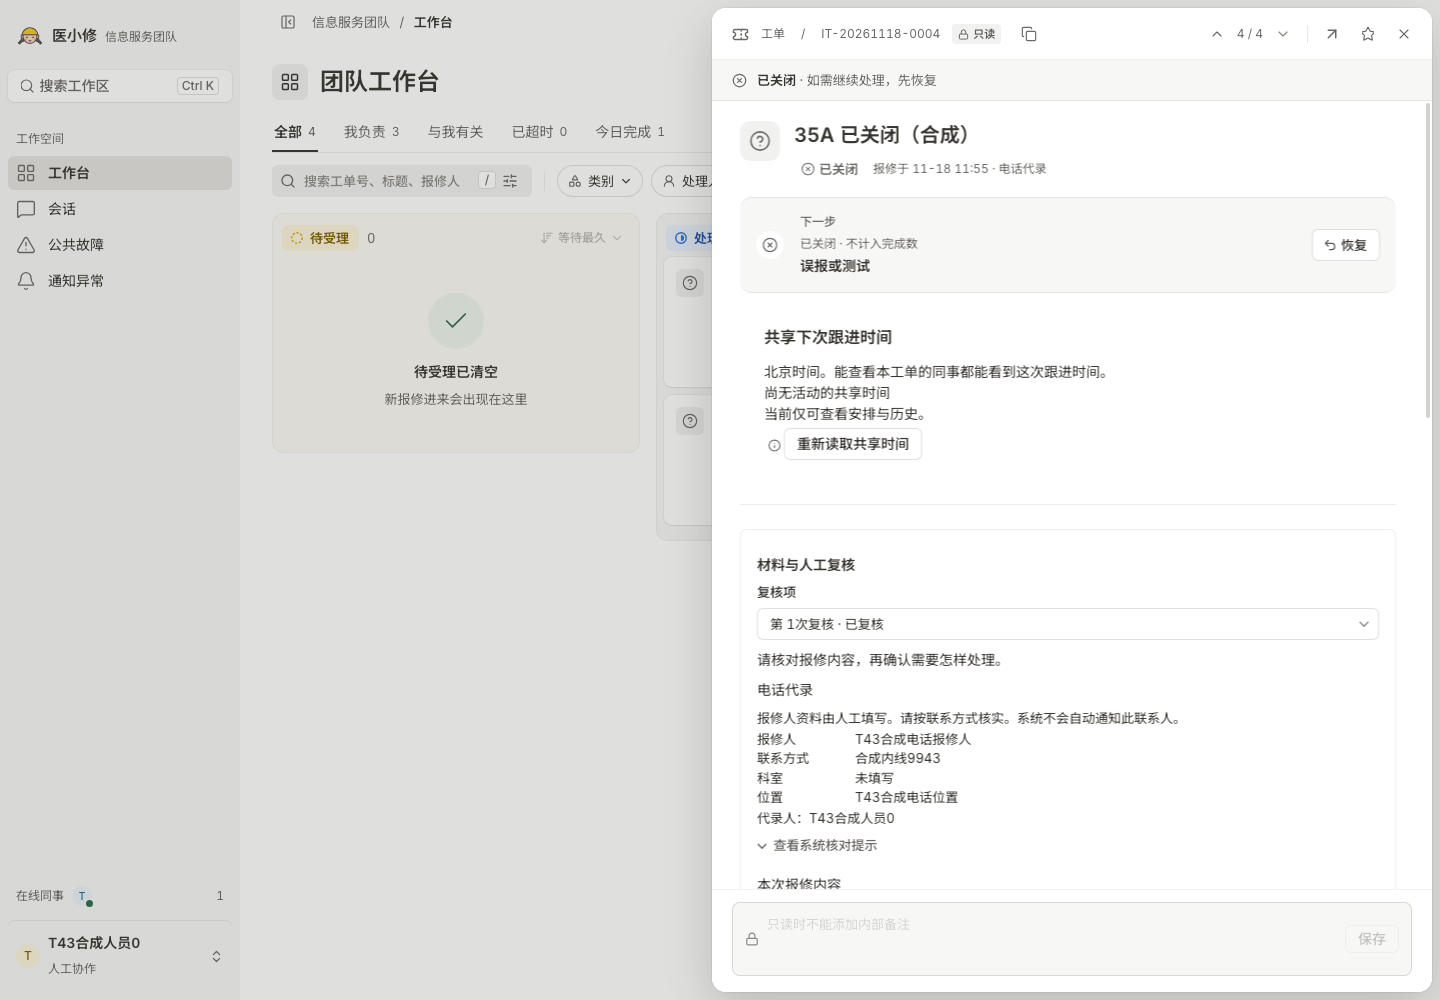 医小修 信息服务团队
搜索工作区 Ctrl K
工作空间
工作台
会话
公共故障
通知异常
在线同事 T 1
T T43合成人员0
人工协作
信息服务团队 / 工作台
团队工作台
全部 4 我负责 3 与我有关 已超时 0 今日完成 1
搜索工单号、标题、报修人 / 类别 处理
待受理 0 等待最久
待受理已清空
新报修进来会出现在这里
工单 / IT-20261118-0004 只读 4 / 4
已关闭 · 如需继续处理，先恢复
35A 已关闭（合成）
已关闭 报修于 11-18 11:55 · 电话代录
下一步
已关闭 · 不计入完成数
误报或测试
恢复
共享下次跟进时间
北京时间。能查看本工单的同事都能看到这次跟进时间。
尚无活动的共享时间
当前仅可查看安排与历史。
重新读取共享时间
材料与人工复核
复核项
第 1次复核 · 已复核
请核对报修内容，再确认需要怎样处理。
电话代录
报修人资料由人工填写。请按联系方式核实。系统不会自动通知此联系人。
报修人 T43合成电话报修人
联系方式 合成内线9943
科室 未填写
位置 T43合成电话位置
代录人：T43合成人员0
查看系统核对提示
本次报修内容
只读时不能添加内部备注
保存